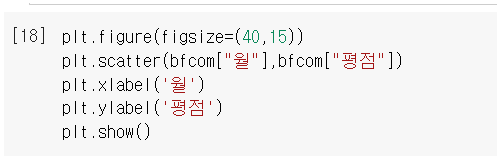 [18] plt.figure(figsize=(40,15))
plt.scatter(bfcom["월"],bfcom["평점"])
plt.xlabel('월')
plt.ylabel('평점')
plt.show()